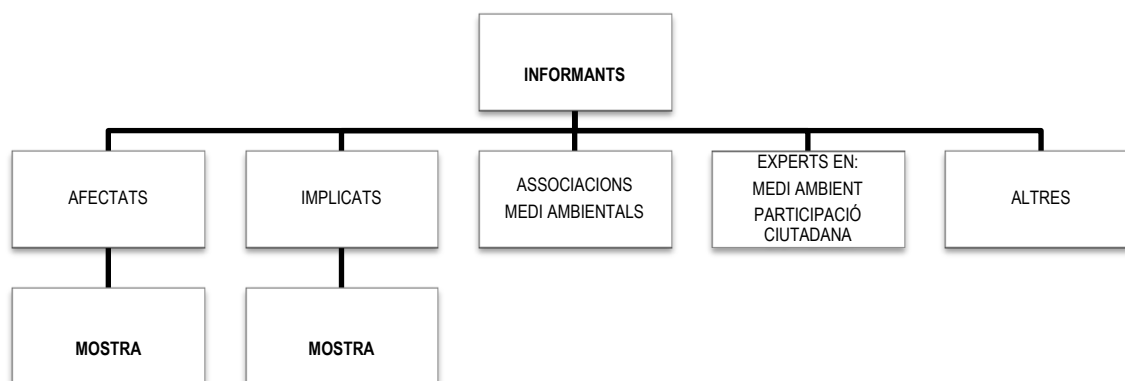 INFORMANTS
AFECTATS
IMPLICATS
ASSOCIACIONS
MEDI AMBIENTALS
EXPERTS EN:
MEDI AMBIENT
PARTICIPACIÓ
CIUTADANA
ALTRES
MOSTRA
MOSTRA